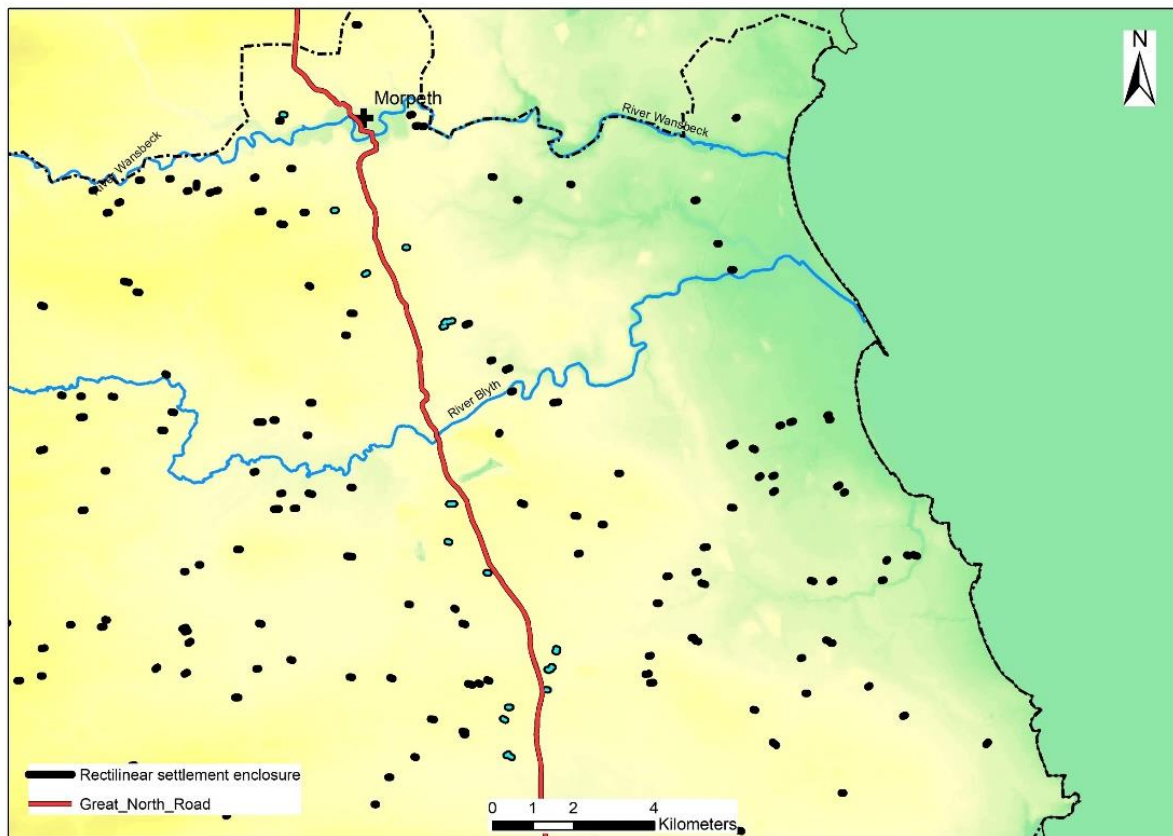 N
Morpeth
River Wansbeck
River Wansbeck
River Blyth
Rectilinear settlement enclosure
Great_North_Road
0 1 2 4
Kilometers